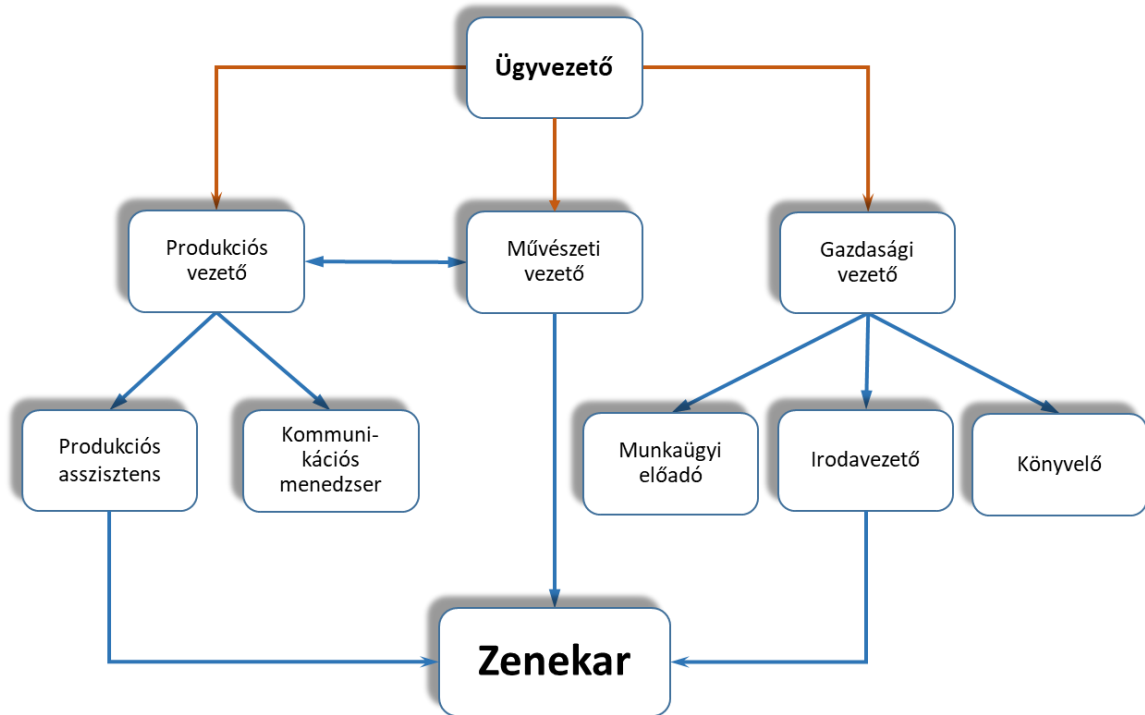 Ügyvezető
Produkciós
vezető
Művészeti
vezető
Gazdasági
vezető
Produkciós
asszisztens
Kommuni-
kációs
menedzser
Munkaügyi
előadó
Irodavezető
Könyvelő
Zenekar